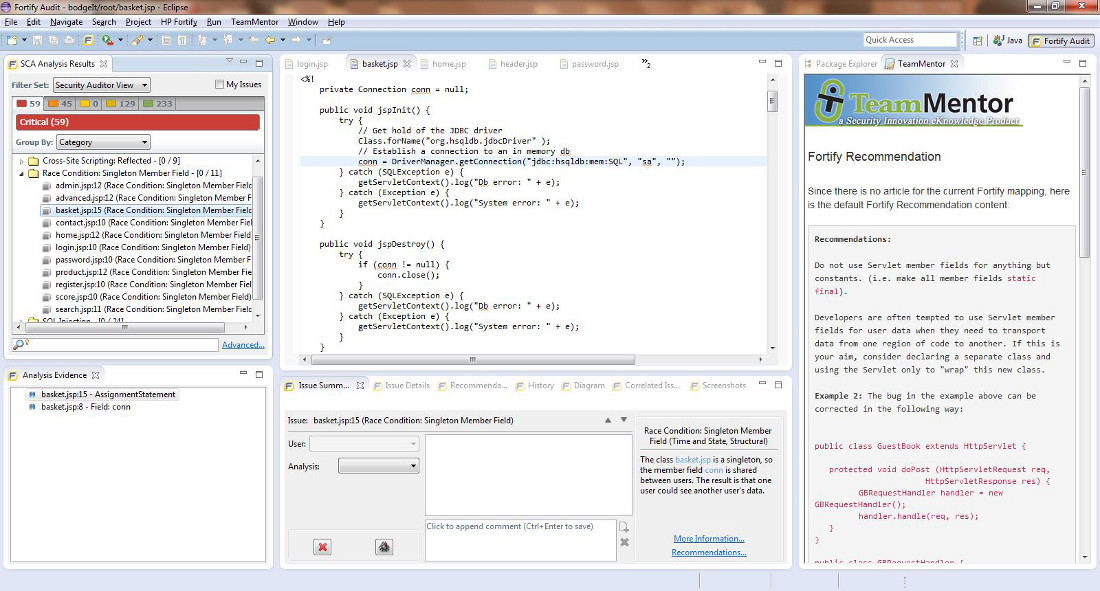 Fortify Audit - bodgeIt/root/basket.jsp - Eclipse
File Edit Navigate Search Project HP Fortify Run TeamMentor Window Help
Quick Access
Java
Fortify Audit
SCA Analysis Results
Filter Set: Security Auditor View
My Issues
59 45 0 129 233
Critical (59)
Group By: Category
Cross-Site Scripting: Reflected - [0 / 9]
Race Condition: Singleton Member Field - [0 / 11]
admin.jsp:12 (Race Condition: Singleton Member Field
advanced.jsp:12 (Race Condition: Singleton Member F
basket.jsp:15 (Race Condition: Singleton Member Field
contact.jsp:10 (Race Condition: Singleton Member Fiel
home.jsp:12 (Race Condition: Singleton Member Field
login.jsp:10 (Race Condition: Singleton Member Field)
password.jsp:10 (Race Condition: Singleton Member F
product.jsp:12 (Race Condition: Singleton Member Fie
register.jsp:10 (Race Condition: Singleton Member Fiel
score.jsp:10 (Race Condition: Singleton Member Field
search.jsp:11 (Race Condition: Singleton Member Field
SQL Injection - [0 / 24]
Advanced...
Analysis Evidence
basket.jsp:15 - AssignmentStatement
basket.jsp:8 - Field: conn
login.jsp basket.jsp home.jsp header.jsp password.jsp »2
<%!
private Connection conn = null;
public void jspInit() {
try {
// Get hold of the JDBC driver
Class.forName("org.hsqldb.jdbcDriver" );
// Establish a connection to an in memory db
conn = DriverManager.getConnection("jdbc:hsqldb:mem:SQL", "sa", "");
} catch (SQLException e) {
getServletContext().log("Db error: " + e);
} catch (Exception e) {
getServletContext().log("System error: " + e);
}
}
public void jspDestroy() {
try {
if (conn != null) {
conn.close();
}
} catch (SQLException e) {
getServletContext().log("Db error: " + e);
} catch (Exception e) {
getServletContext().log("System error: " + e);
}
}
Issue Summ... Issue Details Recommenda... History Diagram Correlated Iss... Screenshots
Issue: basket.jsp:15 (Race Condition: Singleton Member Field)
User:
Analysis:
Click to append comment (Ctrl+Enter to save)
Race Condition: Singleton Member
Field (Time and State, Structural)
The class basket.jsp is a singleton, so
the member field conn is shared
between users. The result is that one
user could see another user's data.
More Information...
Recommendations...
Package Explorer TeamMentor
TeamMentor
a Security Innovation eKnowledge Product
Fortify Recommendation
Since there is no article for the current Fortify mapping, here
is the default Fortify Recommendation content:
Recommendations:
Do not use Servlet member fields for anything but
constants. (i.e. make all member fields static
final).
Developers are often tempted to use Servlet member
fields for user data when they need to transport
data from one region of code to another. If this is
your aim, consider declaring a separate class and
using the Servlet only to "wrap" this new class.
Example 2: The bug in the example above can be
corrected in the following way:
public class GuestBook extends HttpServlet {
protected void doPost (HttpServletRequest req,
HttpServletResponse res) {
GBRequestHandler handler = new
GBRequestHandler();
handler.handle(req, res);
}
}
public class GBRequestHandler {